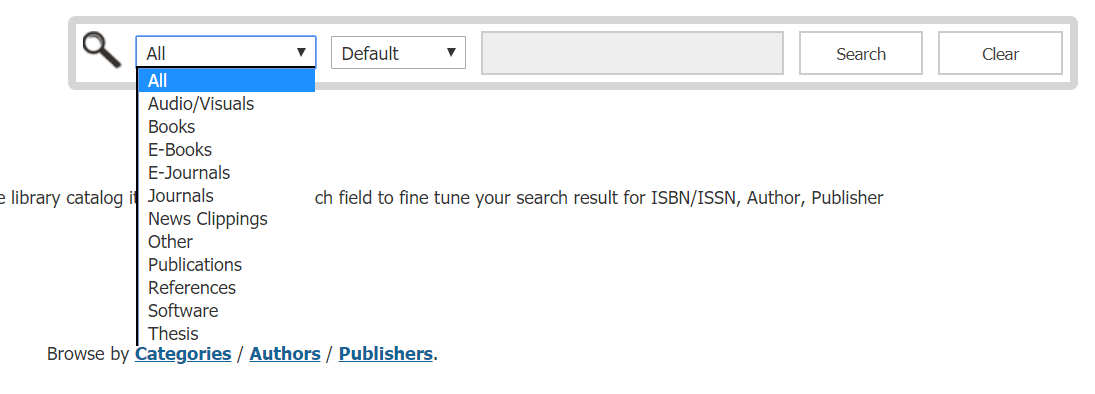 All Default Search Clear
All
Audio/Visuals
Books
E-Books
E-Journals
Journals
News Clippings
Other
Publications
References
Software
Thesis
library catalog ch field to fine tune your search result for ISBN/ISSN, Author, Publisher
Browse by Categories / Authors / Publishers.